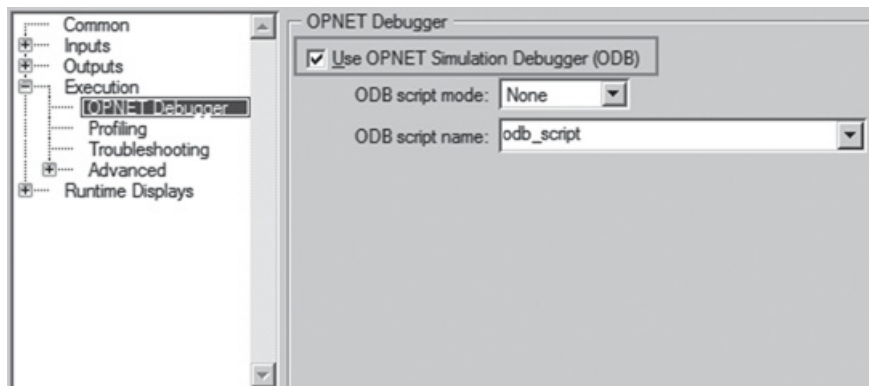 Common
Inputs
Outputs
Execution
OPNET Debugger
Profiling
Troubleshooting
Advanced
Runtime Displays
OPNET Debugger
Use OPNET Simulation Debugger (ODB)
ODB script mode: None
ODB script name: odb_script